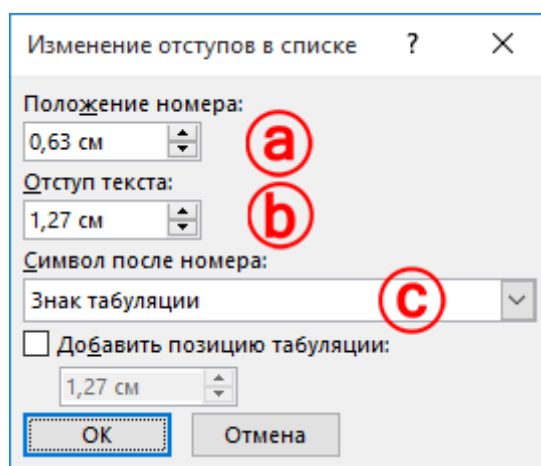 Изменение отступов в списке ? ×
Положение номера:
0,63 см
a
Отступ текста:
1,27 см
b
Символ после номера:
Знак табуляции
c
Добавить позицию табуляции:
1,27 см
ОК Отмена